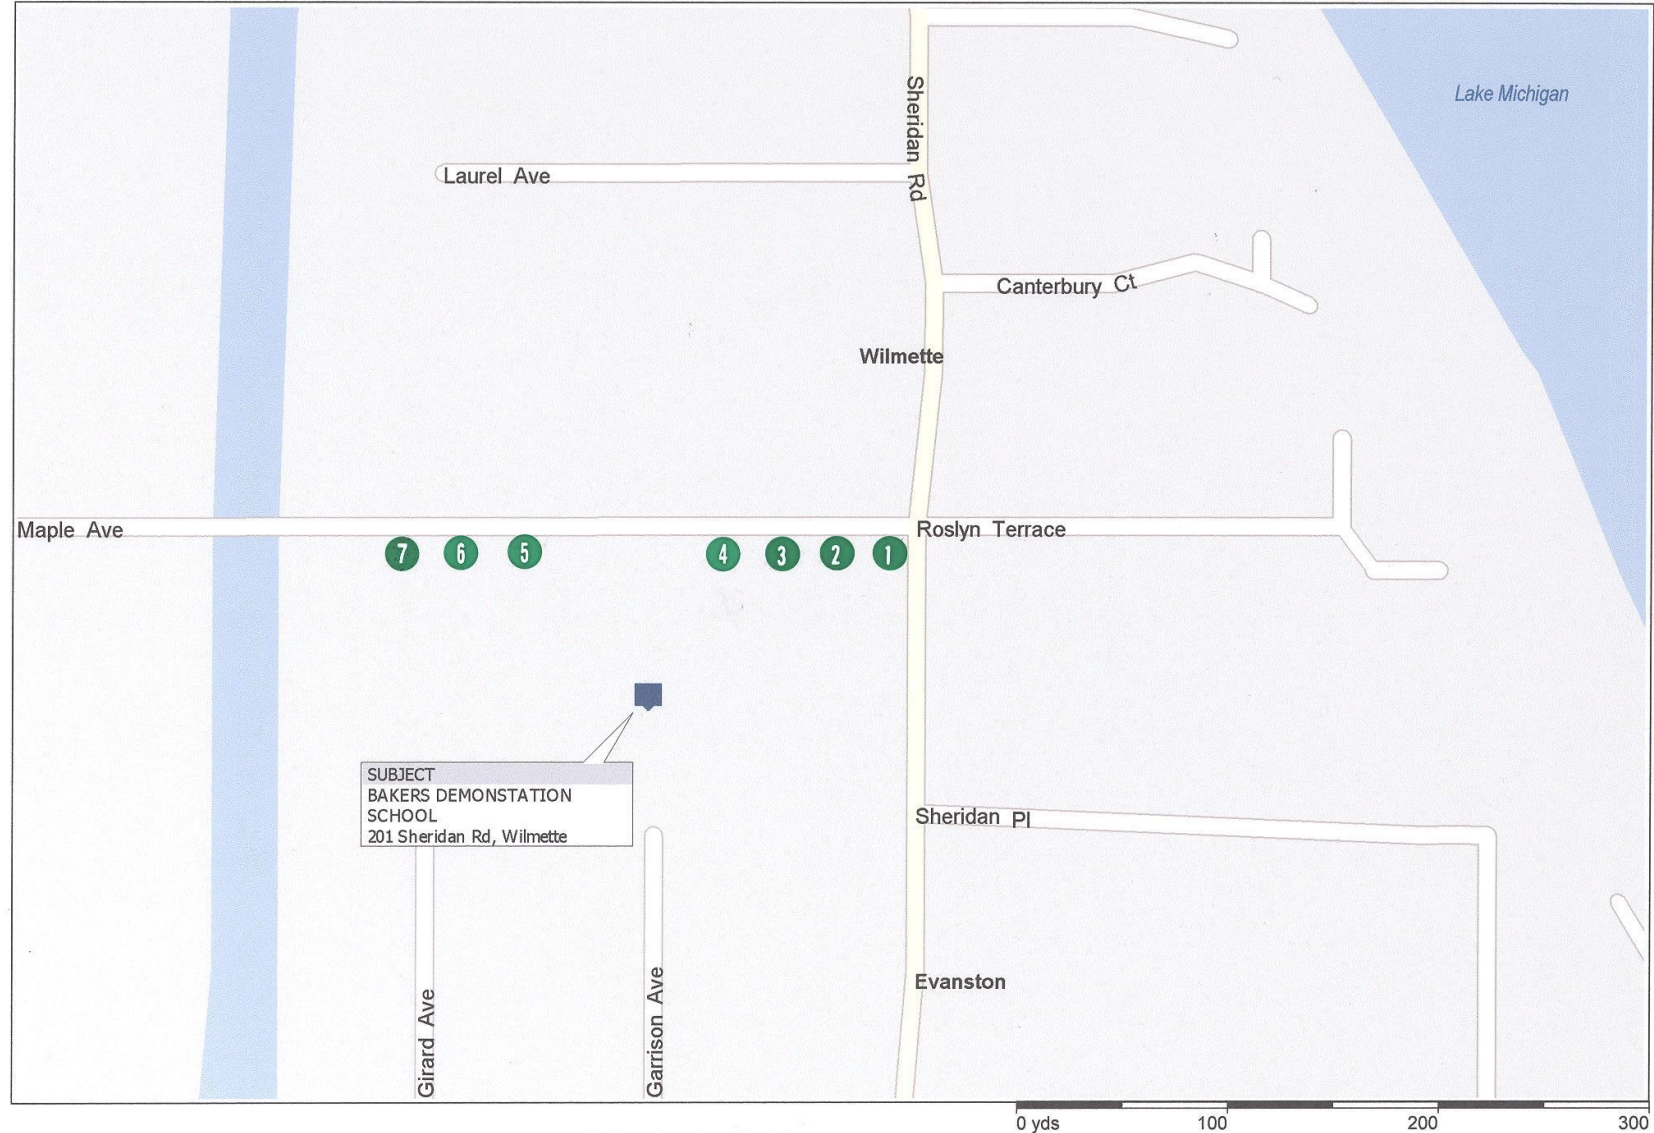 Sheridan Rd
Lake Michigan
Laurel Ave
Canterbury Ct
Wilmette
Maple Ave
Roslyn Terrace
7 6 5 4 3 2 1
SUBJECT
BAKERS DEMONSTATION
SCHOOL
201 Sheridan Rd, Wilmette
Sheridan Pl
Evanston
Girard Ave
Garrison Ave
0 yds 100 200 300